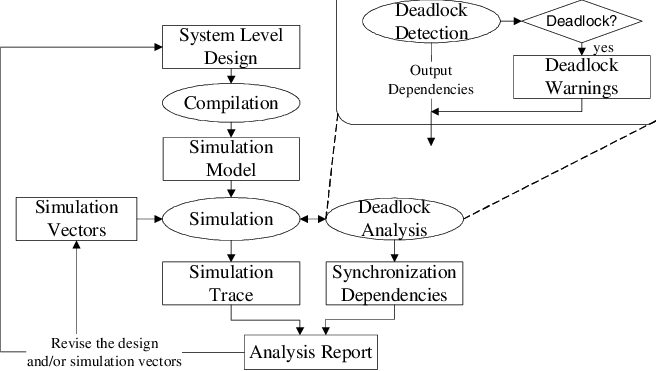 Deadlock
Detection
Deadlock?
yes
Output
Dependencies
Deadlock
Warnings
System Level
Design
Compilation
Simulation
Model
Simulation
Vectors
Simulation
Deadlock
Analysis
Simulation
Trace
Synchronization
Dependencies
Revise the design
and/or simulation vectors
Analysis Report